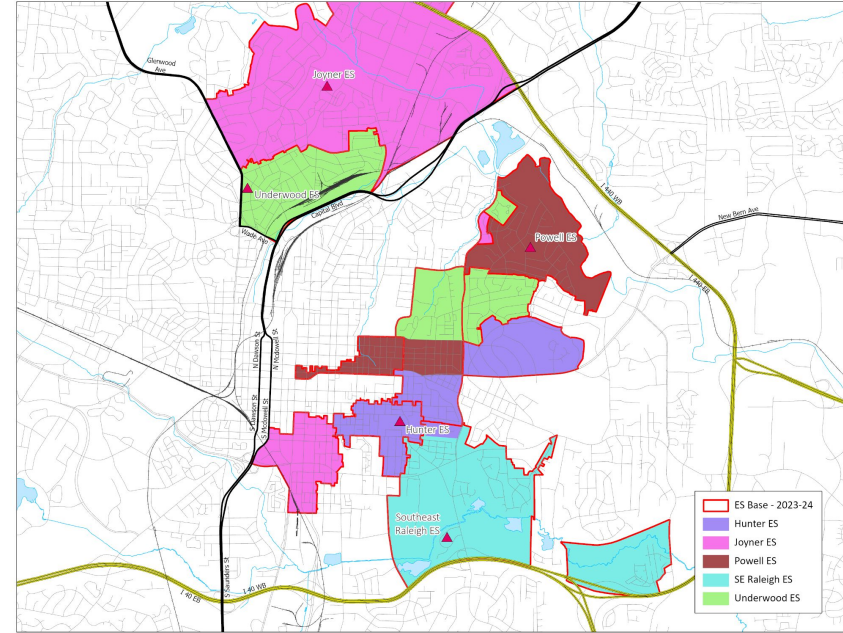 Glenwood
Ave
Joyner ES
Underwood ES
Capital Blvd
Wade Ave
I 440 WB
New Bern Ave
Powell ES
I 440 EB
N Dawson St
N McDowell St
S Dawson St
S McDowell St
Hunter ES
Southeast
Raleigh ES
S Saunders St
I 40 EB
I 40 WB
ES Base - 2023-24
Hunter ES
Joyner ES
Powell ES
SE Raleigh ES
Underwood ES